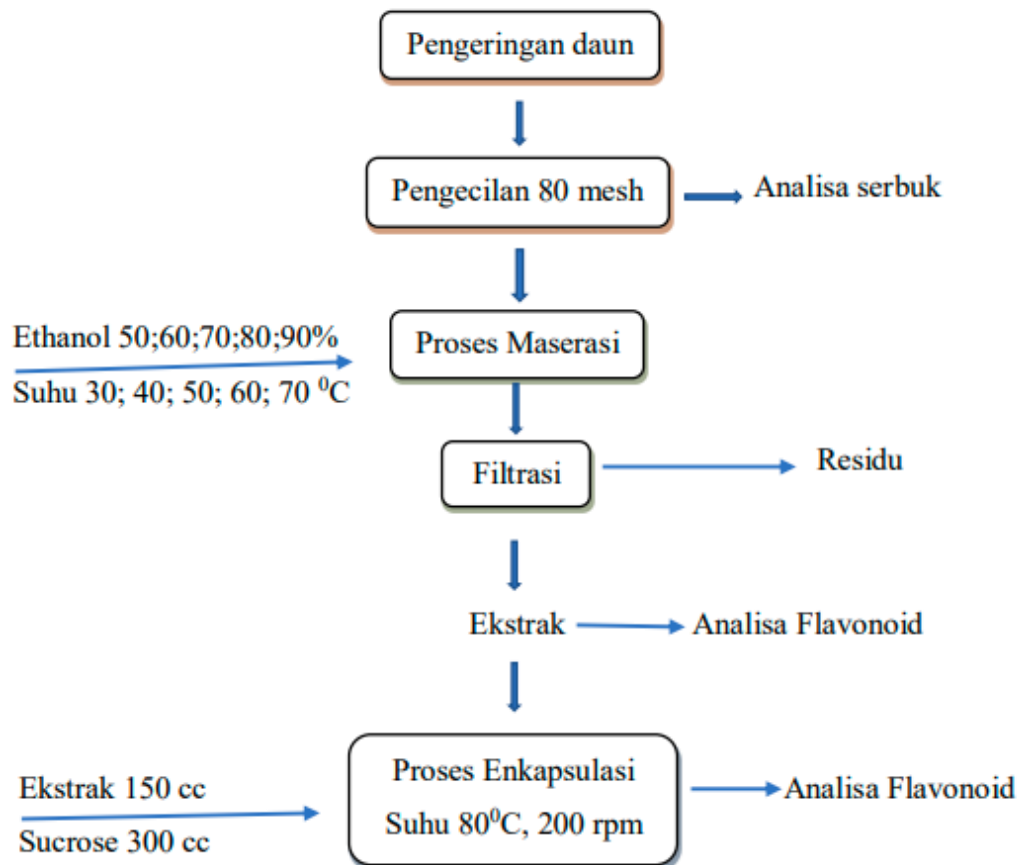 Pengeringan daun
Pengecilan 80 mesh
Analisa serbuk
Ethanol 50;60;70;80;90%
Suhu 30; 40; 50; 60; 70 ⁰C
Proses Maserasi
Filtrasi
Residu
Ekstrak
Analisa Flavonoid
Ekstrak 150 cc
Sucrose 300 cc
Proses Enkapsulasi
Suhu 80⁰C, 200 rpm
Analisa Flavonoid